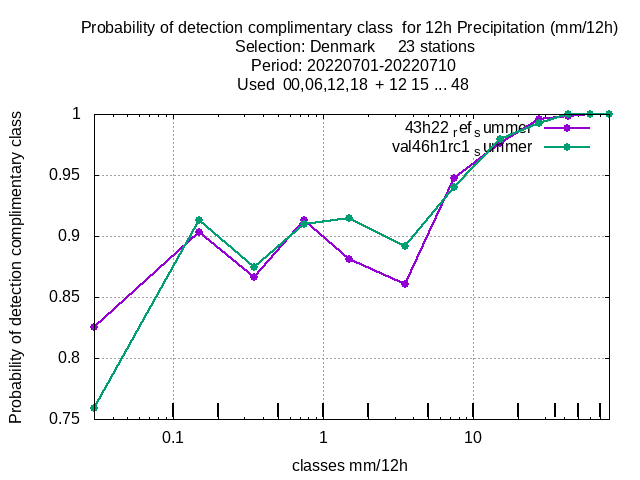 Probability of detection complimentary class  for 12h Precipitation (mm/12h)
Selection: Denmark     23 stations
Period: 20220701-20220710
Used  00,06,12,18  + 12 15 ... 48
Probability of detection complimentary class
1
0.95
0.9
0.85
0.8
0.75
43h22_ref_summer
val46h1rc1_summer
0.1
1
10
classes mm/12h